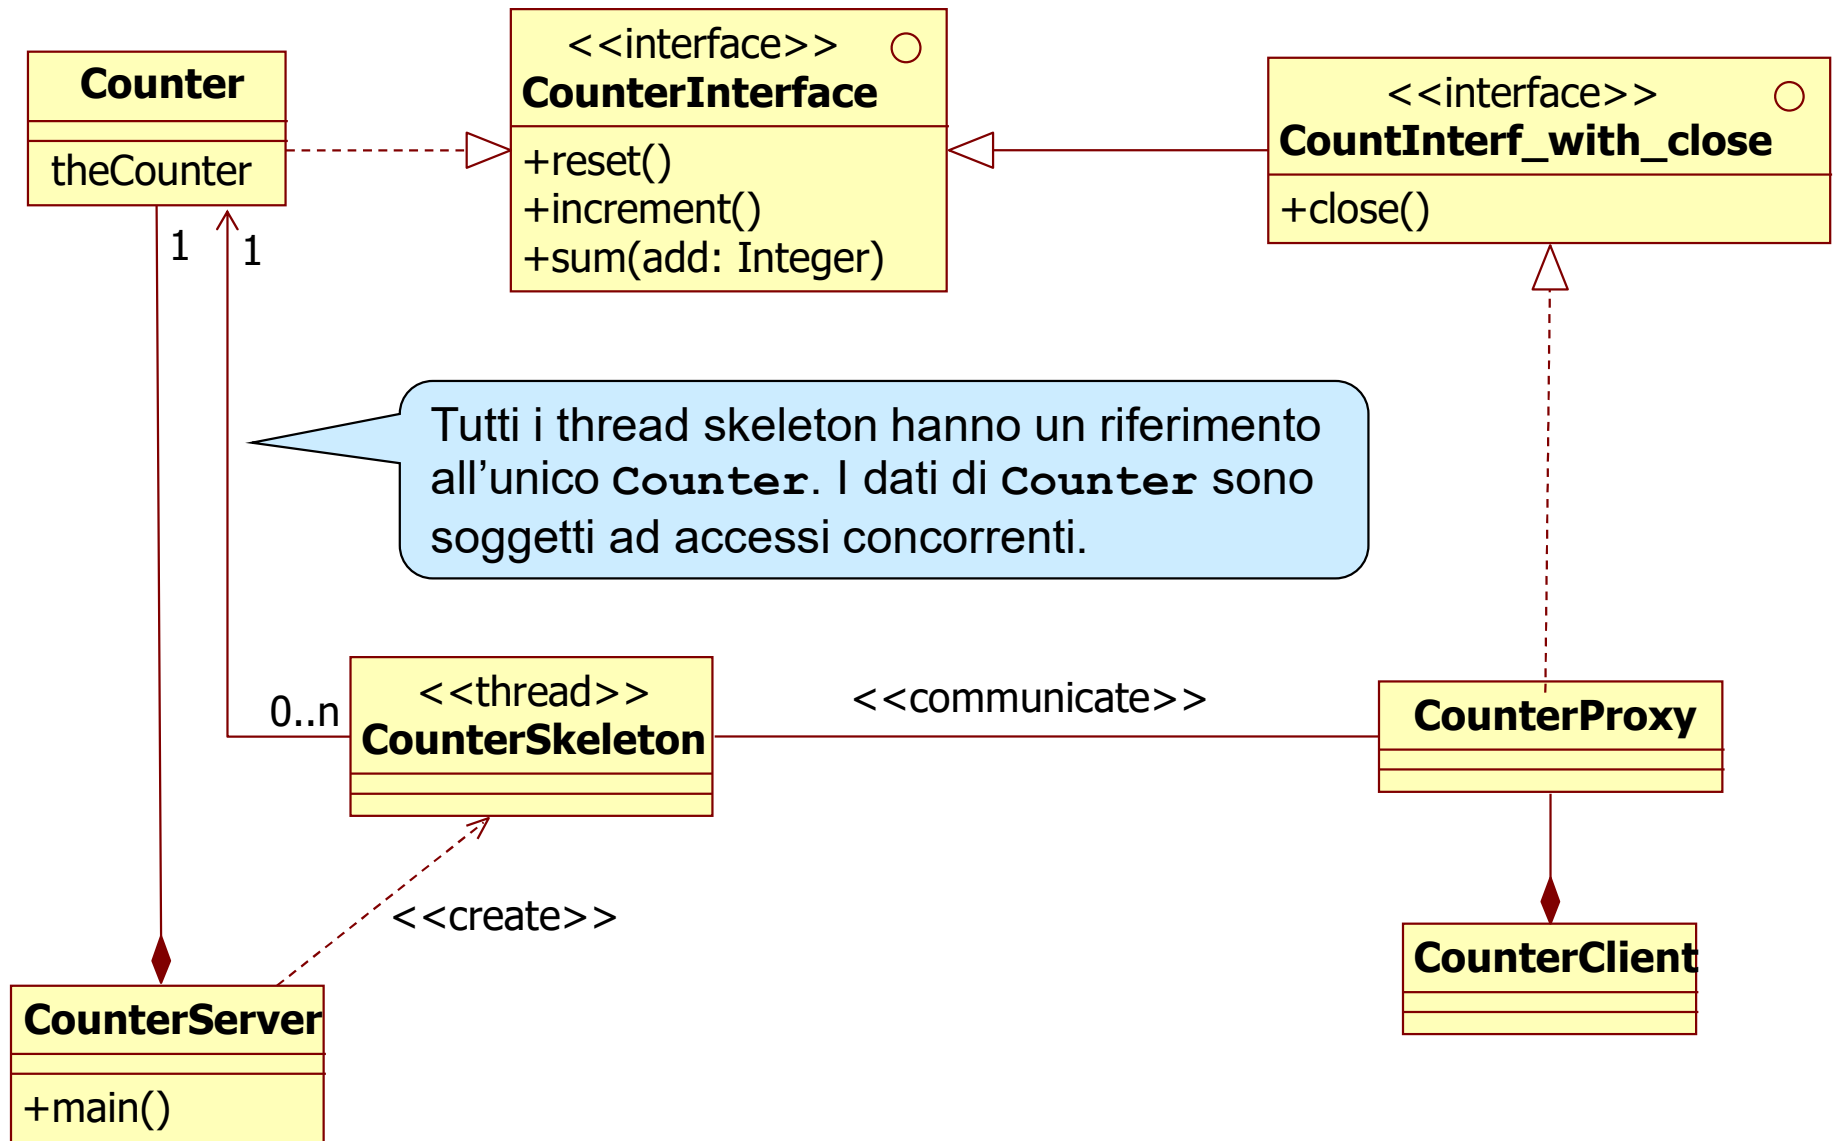 Counter
theCounter
<<interface>>
CounterInterface
+reset()
+increment()
+sum(add: Integer)
<<interface>>
CountInterf_with_close
+close()
1
1
Tutti i thread skeleton hanno un riferimento
all’unico Counter. I dati di Counter sono
soggetti ad accessi concorrenti.
0..n
<<thread>>
CounterSkeleton
<<communicate>>
CounterProxy
<<create>>
CounterClient
CounterServer
+main()